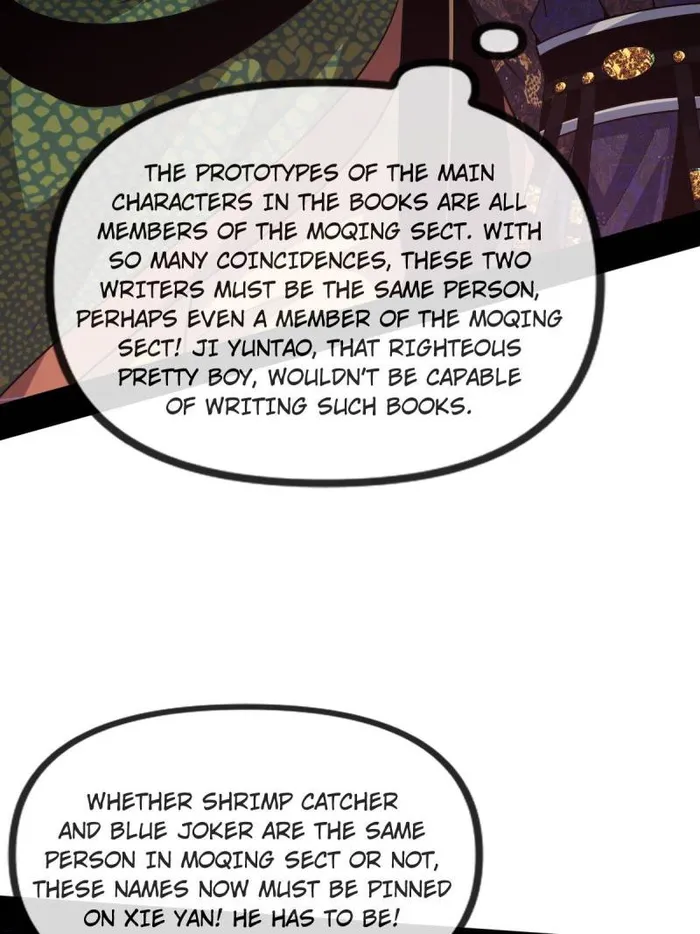 THE PROTOTYPES OF THE MAIN
CHARACTERS IN THE BOOKS ARE ALL
MEMBERS OF THE MOQING SECT. WITH
SO MANY COINCIDENCES, THESE TWO
WRITERS MUST BE THE SAME PERSON,
PERHAPS EVEN A MEMBER OF THE MOQING
SECT! JI YUNTAO, THAT RIGHTEOUS
PRETTY BOY, WOULDN'T BE CAPABLE
OF WRITING SUCH BOOKS.
WHETHER SHRIMP CATCHER
AND BLUE JOKER ARE THE SAME
PERSON IN MOQING SECT OR NOT,
THESE NAMES NOW MUST BE PINNED
ON XIE YAN! HE HAS TO BE!